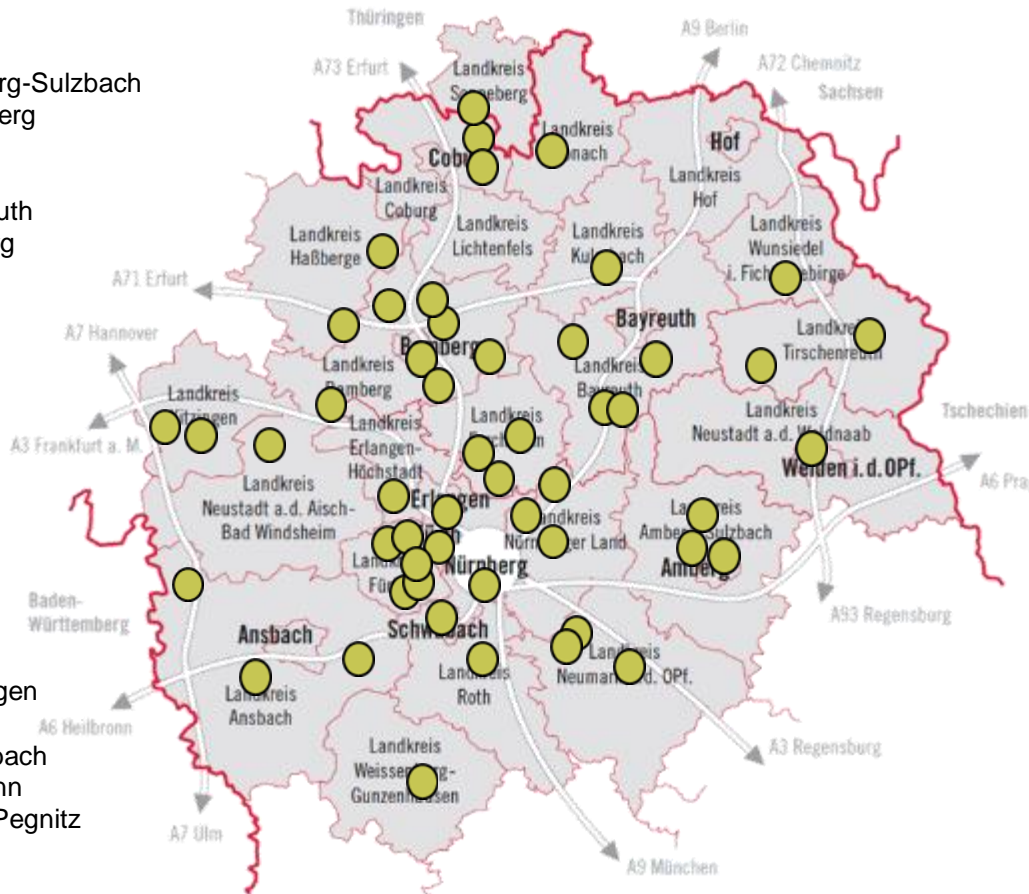 Thüringen
A9 Berlin
A73 Erfurt
A72 Chemnitz
Sachsen
rg-Sulzbach
erg
Landkreis
Landkreis
Hof
Landkreis
Hof
uth
g
Landkreis
Coburg
Landkreis
Lichtenfels
Landkreis
Haßberge
Landkreis
Landkreis
Wunsiedel
A71 Erfurt
A7 Hannover
Bayreuth
Landkreis
Landkreis
Bamberg
Landkreis
Landkreis
Erlangen-
Höchstadt
Landkreis
Neustadt a.d. Waldnaab
Tschechien
A3 Frankfurt a. M.
Weiden i.d.OPf.
Landkreis
Neustadt a.d. Aisch-
Bad Windsheim
Erlangen
A6 Prag
Nürnberg
Amberg
Baden-
Württemberg
A93 Regensburg
Ansbach
Schwabach
Landkreis
Ansbach
Landkreis
Roth
Landkreis
gen
A6 Heilbronn
bach
nn
Pegnitz
Landkreis
Weissenburg-
Gunzenhausen
A3 Regensburg
A7 Ulm
A9 München